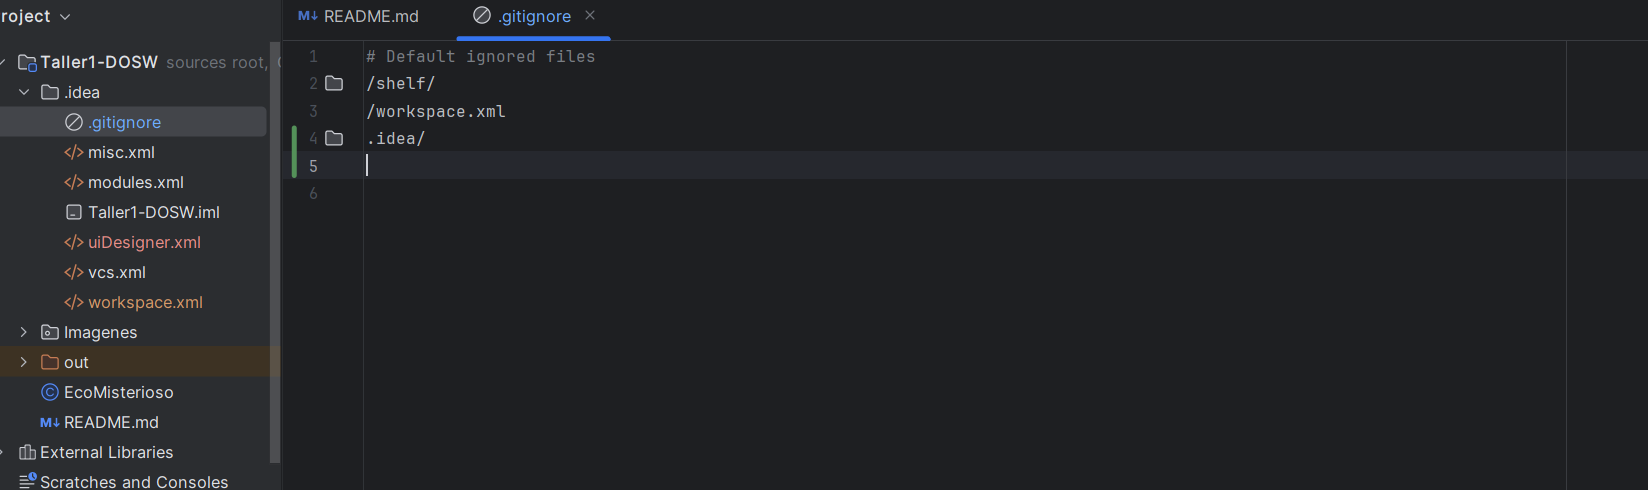 roject
README.md
.gitignore
Taller1-DOSW sources root,
.idea
.gitignore
misc.xml
modules.xml
Taller1-DOSW.iml
uiDesigner.xml
vcs.xml
workspace.xml
Imagenes
out
EcoMisterioso
README.md
External Libraries
Scratches and Consoles
1 # Default ignored files
2 /shelf/
3 /workspace.xml
4 .idea/
5
6